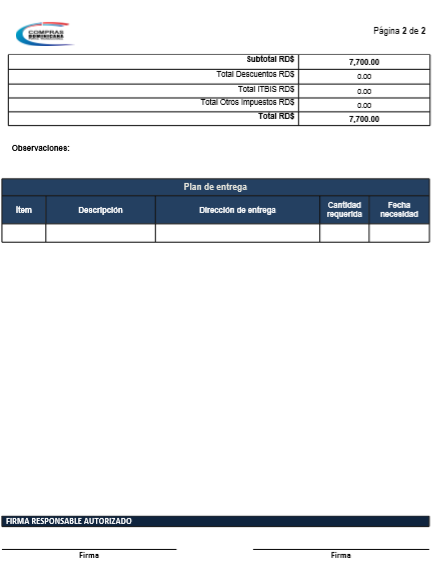 COMPRAS
DOMINICANA
Página 2 de 2
Subtotal RD$ 7,700.00
Total Descuentos RD$ 0.00
Total ITBIS RD$ 0.00
Total Otros Impuestos RD$ 0.00
Total RD$ 7,700.00
Observaciones:
Plan de entrega
Item Descripción Dirección de entrega Cantidad requerida Fecha necesidad
FIRMA RESPONSABLE AUTORIZADO
Firma Firma